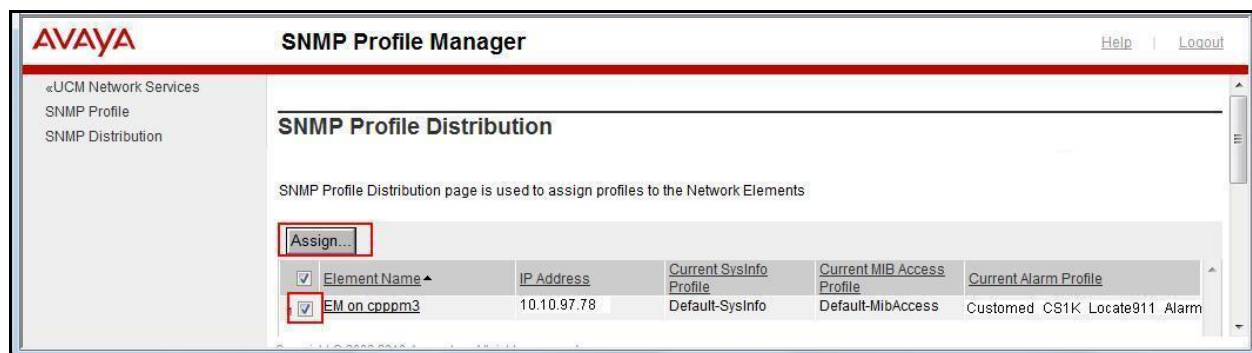 AVAYA
SNMP Profile Manager
Help | Logout
«UCM Network Services
SNMP Profile
SNMP Distribution
SNMP Profile Distribution
SNMP Profile Distribution page is used to assign profiles to the Network Elements
Assign...
Element Name IP Address Current SysInfo Profile Current MIB Access Profile Current Alarm Profile
1 EM on cpppm3 10.10.97.78 Default-SysInfo Default-MibAccess Customed CS1K Locate911 Alarm